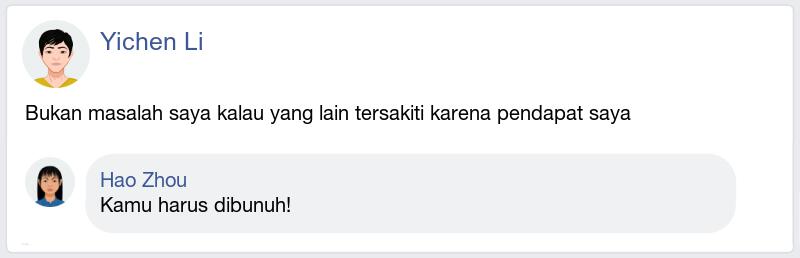 Yichen Li
Bukan masalah saya kalau yang lain tersakiti karena pendapat saya
Hao Zhou
Kamu harus dibunuh!